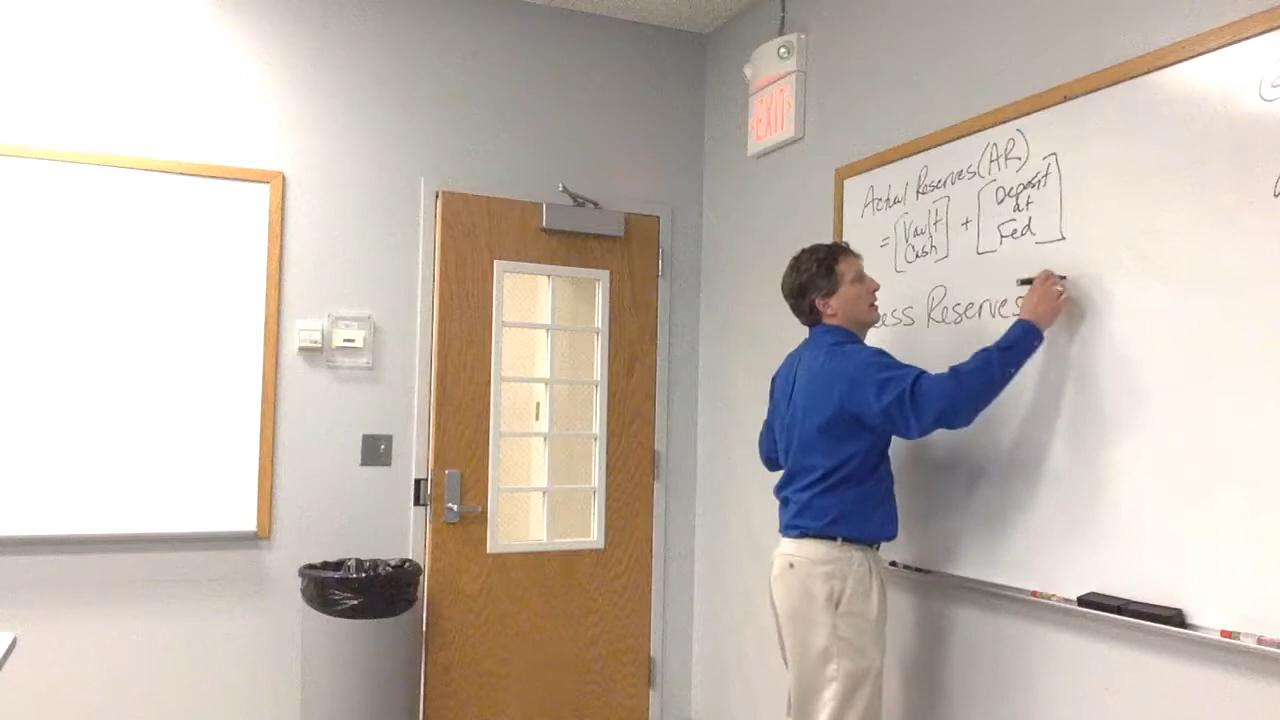 EXIT
Actual Reserves (AR)
= [Vault Cash] + [Deposit at Fed]
Reserves